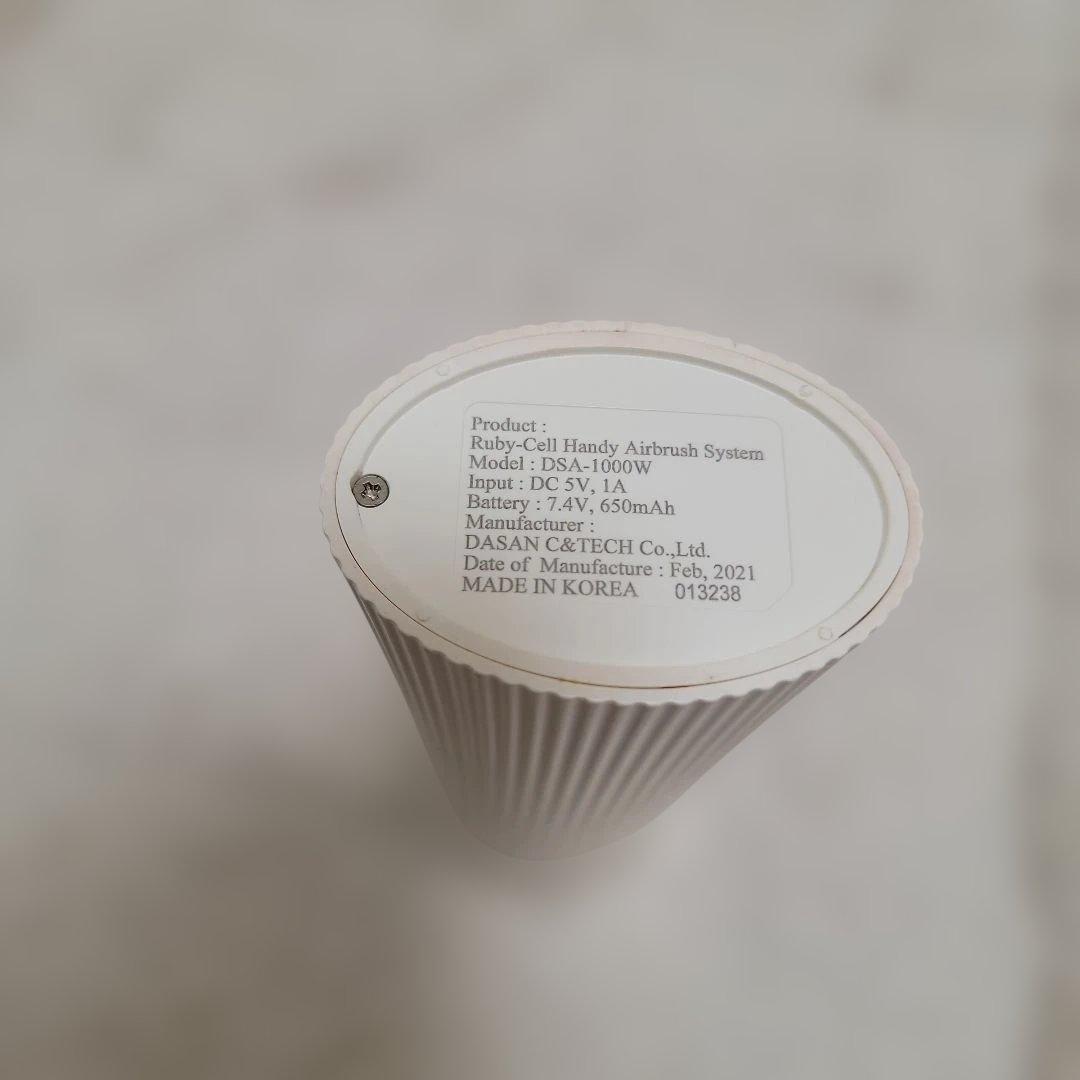 Product :
Ruby-Cell Handy Airbrush System
Model : DSA-1000W
Input : DC 5V, 1A
Battery : 7.4V, 650mAh
Manufacturer :
DASAN C&TECH Co.,Ltd.
Date of Manufacture : Feb, 2021
MADE IN KOREA 013238